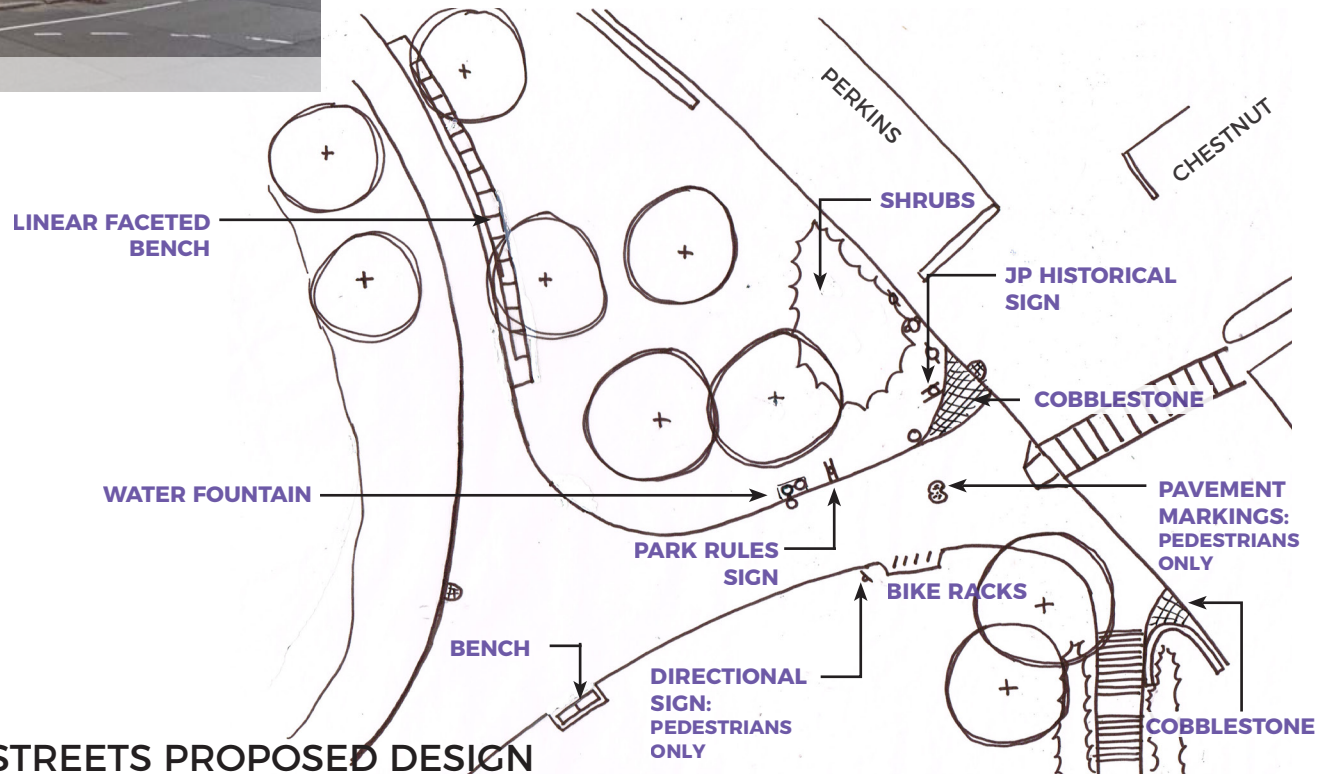 PERKINS
CHESTNUT
SHRUBS
LINEAR FACETED
BENCH
JP HISTORICAL
SIGN
COBBLESTONE
WATER FOUNTAIN
PAVEMENT
MARKINGS:
PEDESTRIANS
ONLY
PARK RULES
SIGN
BIKE RACKS
BENCH
DIRECTIONAL
SIGN:
PEDESTRIANS
ONLY
COBBLESTONE
STREETS PROPOSED DESIGN